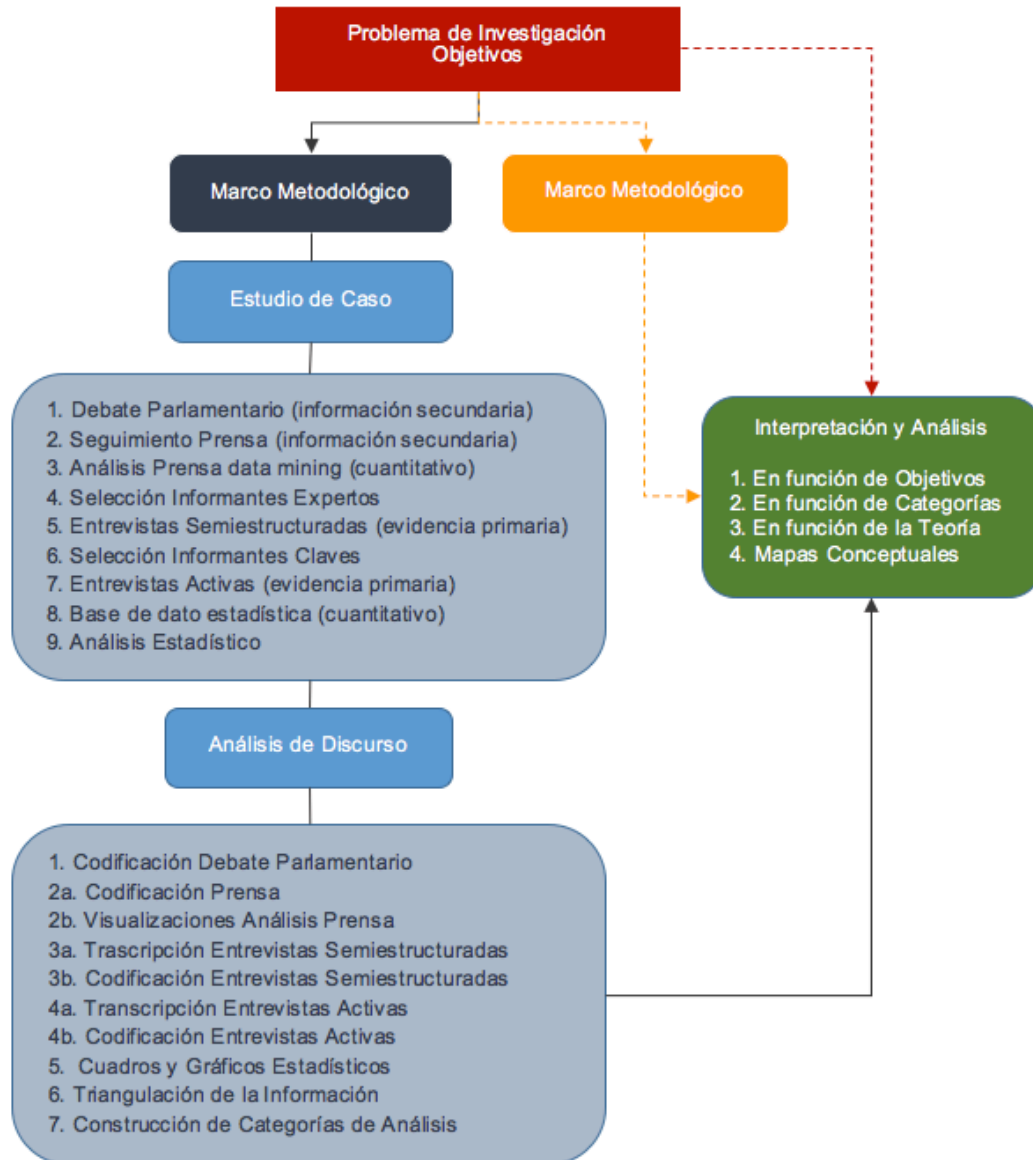 Problema de Investigación
Objetivos
Marco Metodológico
Marco Metodológico
Estudio de Caso
1. Debate Parlamentario (información secundaria)
2. Seguimiento Prensa (información secundaria)
3. Análisis Prensa data mining (cuantitativo)
4. Selección Informantes Expertos
5. Entrevistas Semiestructuradas (evidencia primaria)
6. Selección Informantes Claves
7. Entrevistas Activas (evidencia primaria)
8. Base de dato estadística (cuantitativo)
9. Análisis Estadístico
Interpretación y Análisis
1. En función de Objetivos
2. En función de Categorías
3. En función de la Teoría
4. Mapas Conceptuales
Análisis de Discurso
1. Codificación Debate Parlamentario
2a. Codificación Prensa
2b. Visualizaciones Análisis Prensa
3a. Trascripción Entrevistas Semiestructuradas
3b. Codificación Entrevistas Semiestructuradas
4a. Transcripción Entrevistas Activas
4b. Codificación Entrevistas Activas
5. Cuadros y Gráficos Estadísticos
6. Triangulación de la Información
7. Construcción de Categorías de Análisis